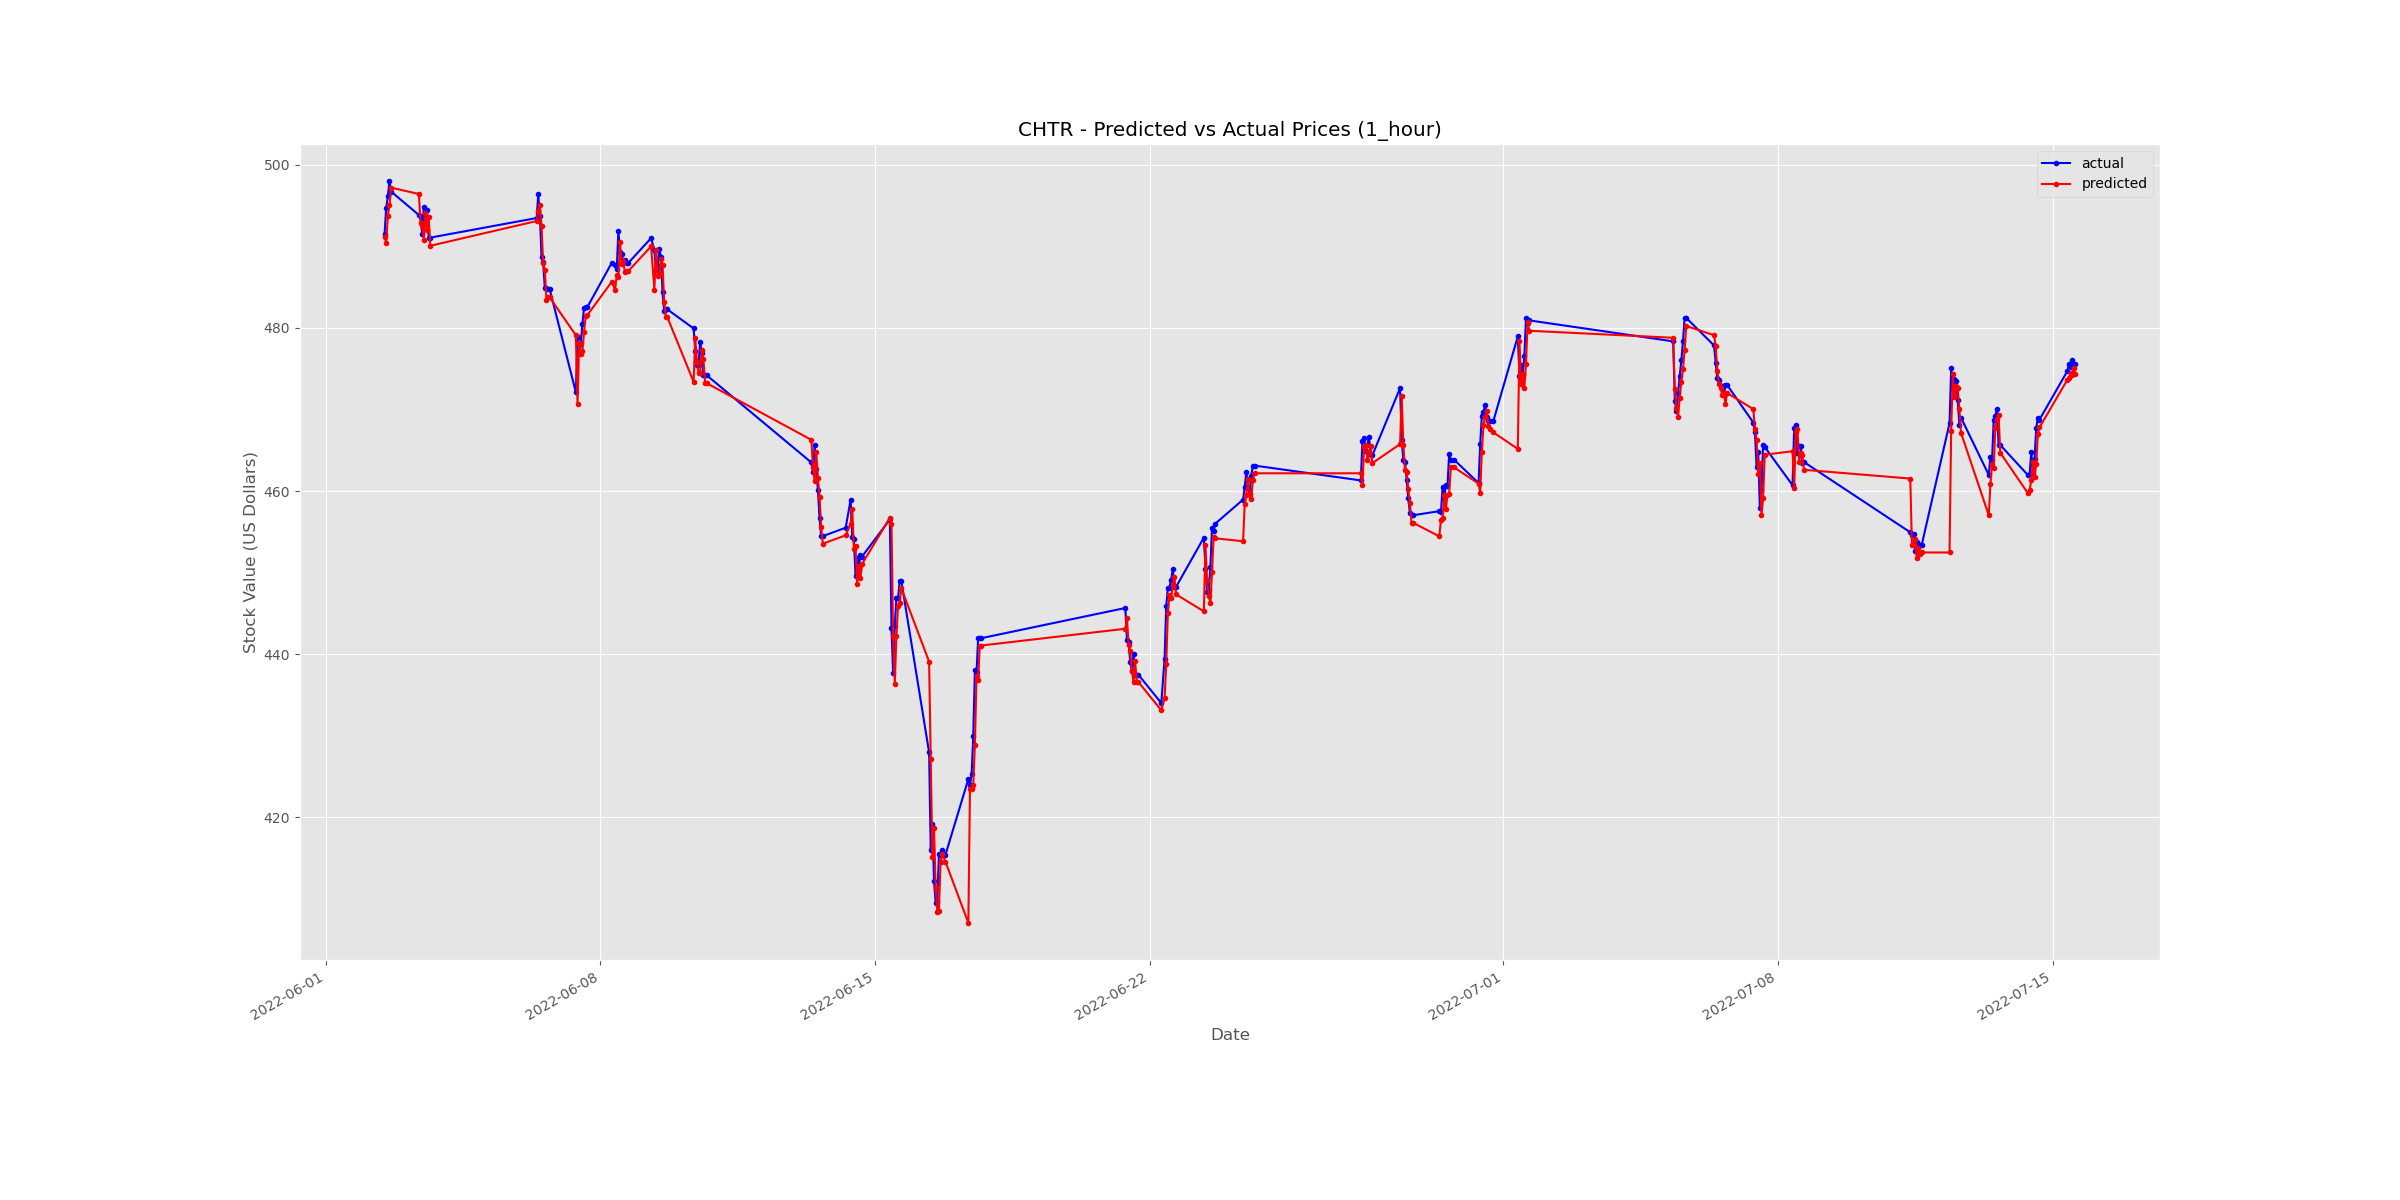 CHTR - Predicted vs Actual Prices (1_hour)
actual
predicted
500
480
460
440
420
Stock Value (US Dollars)
2022-06-01
2022-06-08
2022-06-15
2022-06-22
2022-07-01
2022-07-08
2022-07-15
Date